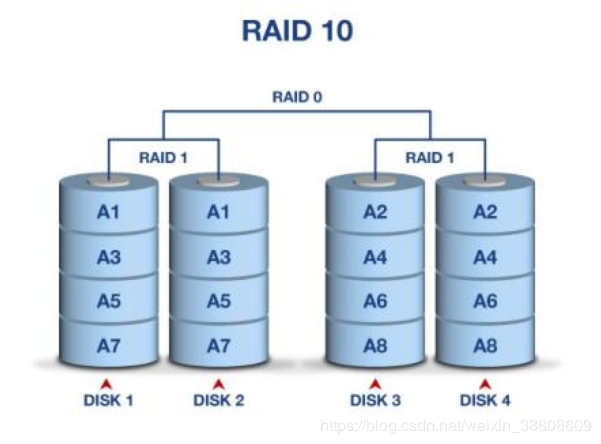 RAID 10
RAID 0
RAID 1 RAID 1
A1 A1 A2 A2
A3 A3 A4 A4
A5 A5 A6 A6
A7 A7 A8 A8
DISK 1 DISK 2 DISK 3 DISK 4
https://blog.csdn.net/weixin_38808609